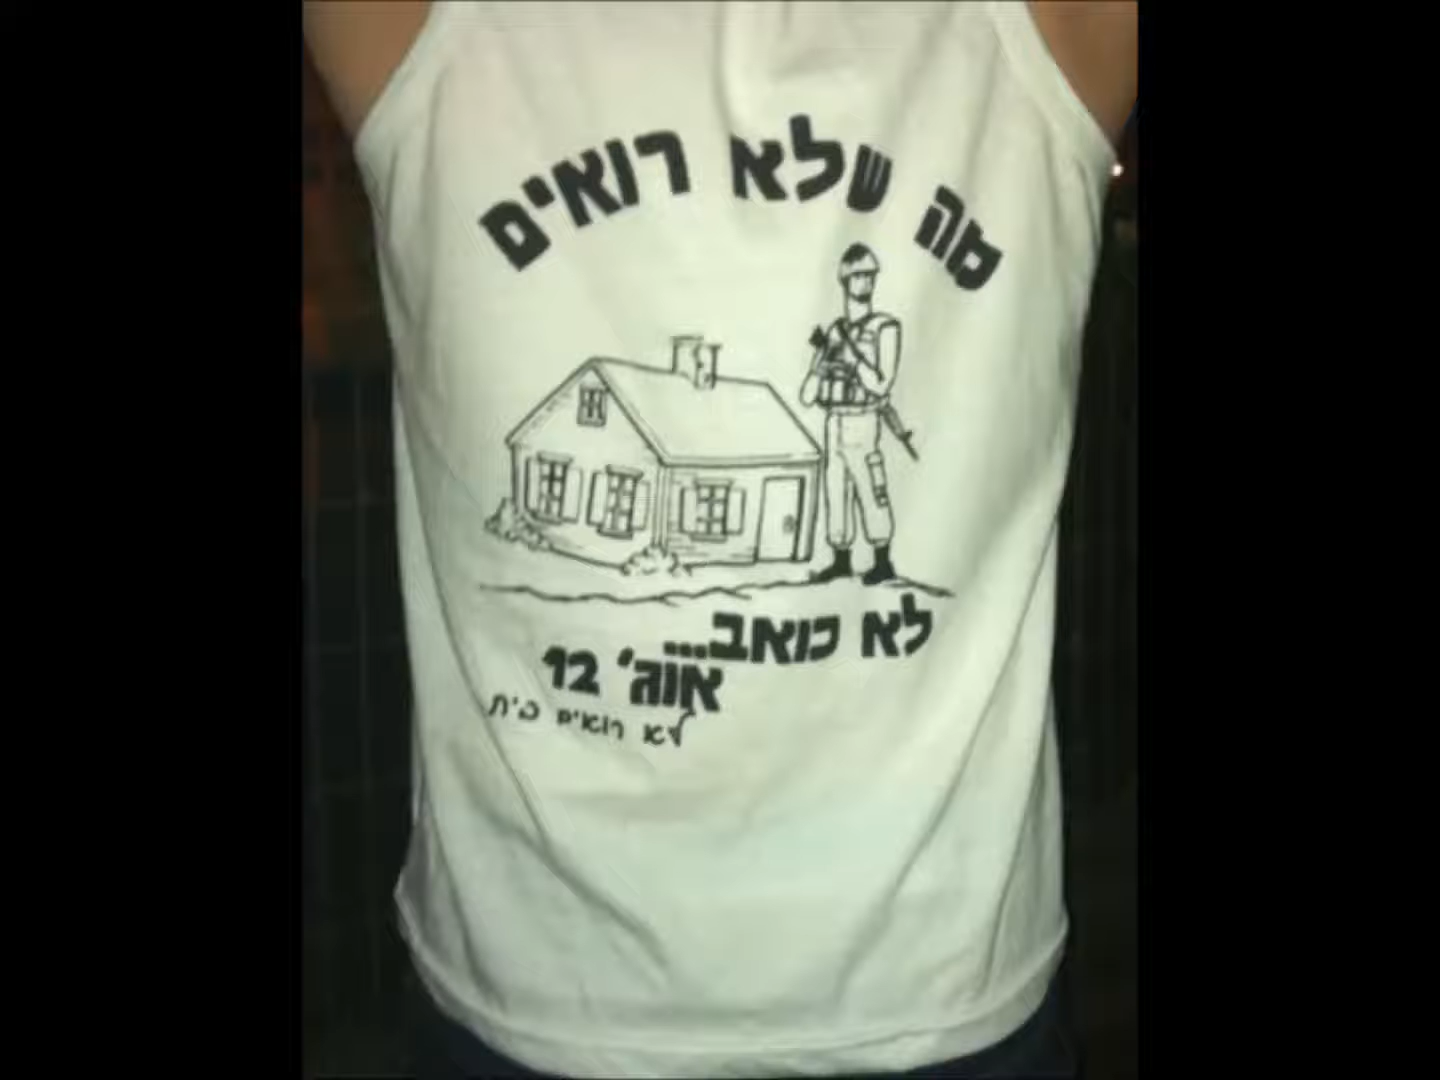 מה שלא רואים
לא כואב...
אוג' 12
לא רואים בית